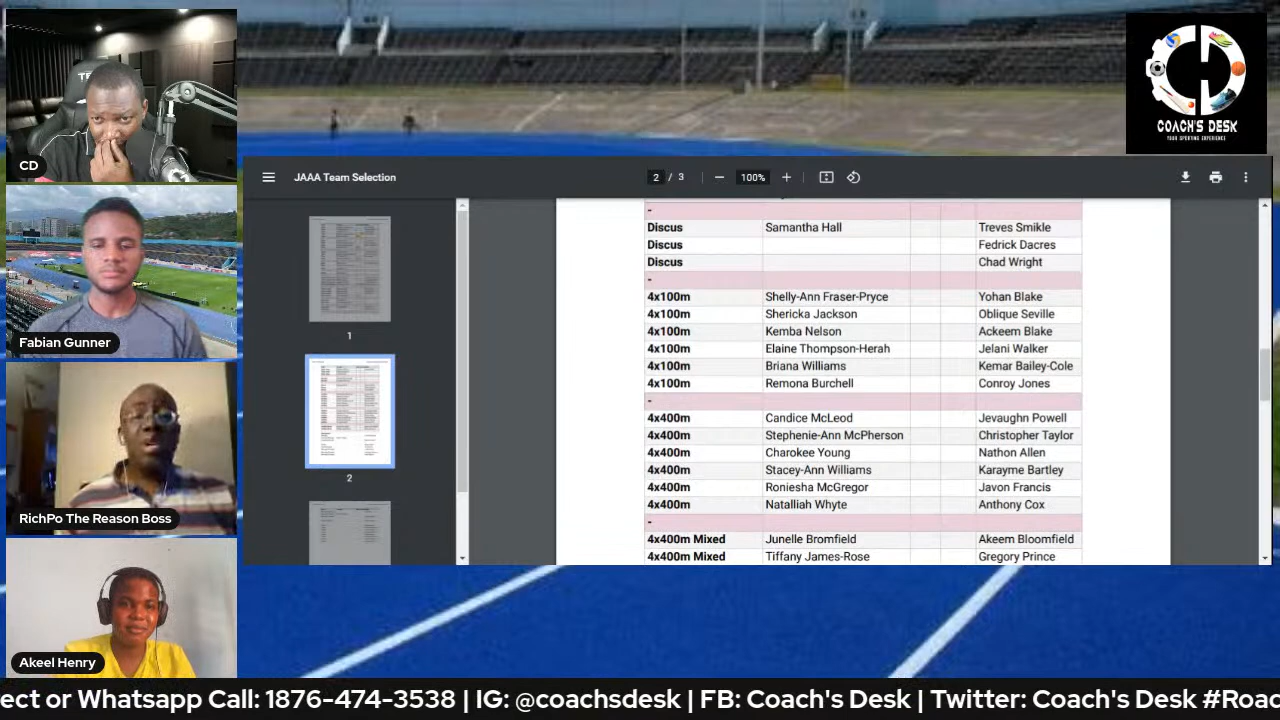 TE
CD
Fabian Gunner
RichPo The Reason Boss
Akeel Henry
COACH'S DESK
YOUR SPORTING EXPERIENCE
JAAA Team Selection
2 / 3
100%
1
2
-
Discus Samantha Hall Treves Smikle
Discus Fedrick Dacres
Discus Chad Wright
-
4x100m Shelly-Ann Fraser-Pryce Yohan Blake
4x100m Shericka Jackson Oblique Seville
4x100m Kemba Nelson Ackeem Blake
4x100m Elaine Thompson-Herah Jelani Walker
4x100m Briana Williams Kemar Bailey-Cole
4x100m Remona Burchell Conroy Jones
-
4x400m Candice McLeod Jevaughn Powell
4x400m Stephenie-Ann McPherson Christopher Taylor
4x400m Charokee Young Nathon Allen
4x400m Stacey-Ann Williams Karayme Bartley
4x400m Roniesha McGregor Javon Francis
4x400m Natalliah Whyte Anthony Cox
-
4x400m Mixed Junelle Bromfield Akeem Bloomfield
4x400m Mixed Tiffany James-Rose Gregory Prince
ect or Whatsapp Call: 1876-474-3538 | IG: @coachsdesk | FB: Coach's Desk | Twitter: Coach's Desk #Road